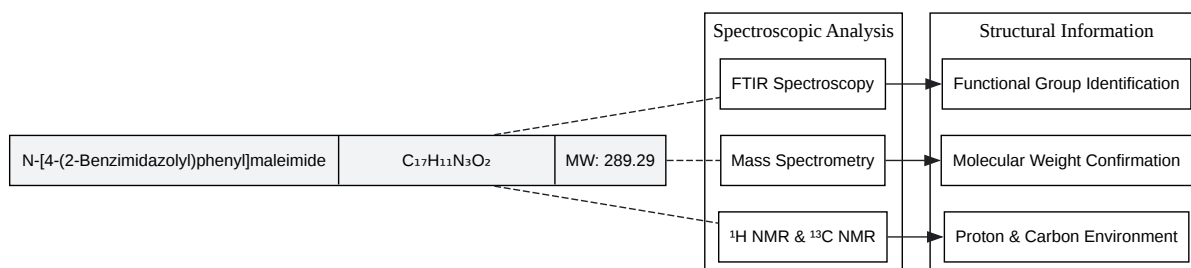 Spectroscopic Analysis
Structural Information
FTIR Spectroscopy
Functional Group Identification
N-[4-(2-Benzimidazolyl)phenyl]maleimide
C₁₇H₁₁N₃O₂
MW: 289.29
Mass Spectrometry
Molecular Weight Confirmation
¹H NMR & ¹³C NMR
Proton & Carbon Environment